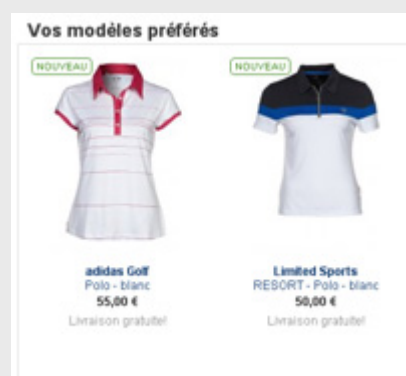 Vos modèles préférés
NOUVEAU
adidas Golf
Polo - blanc
55,00 €
Livraison gratuite!
NOUVEAU
Limited Sports
RESORT - Polo - blanc
50,00 €
Livraison gratuite!